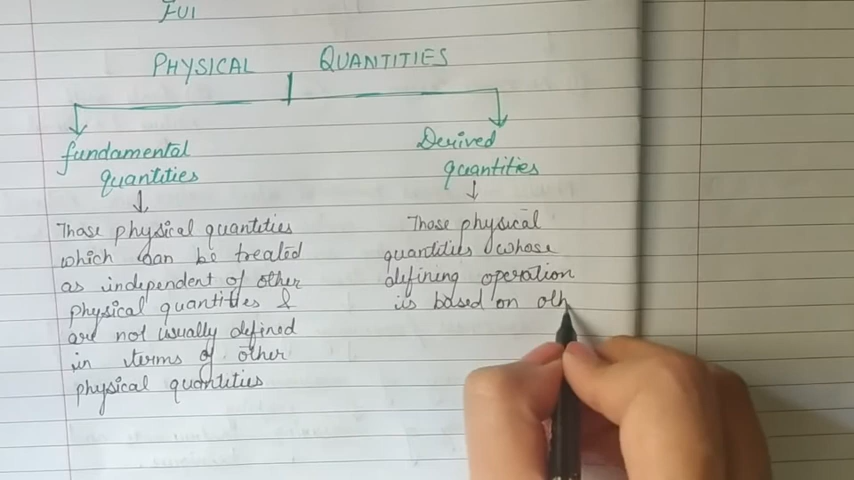 PHYSICAL QUANTITIES
fundamental
quantities
Those physical quantities
which can be treated
as independent of other
physical quantities &
are not usually defined
in terms of other
physical quantities
Derived
quantities
Those physical
quantities whose
defining operation
is based on oth